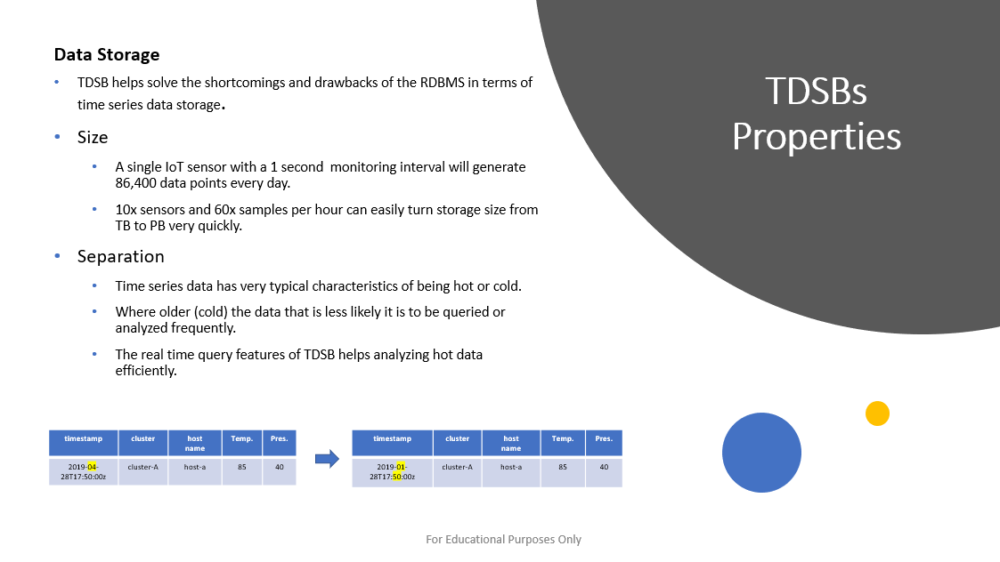 Data Storage
• TDSB helps solve the shortcomings and drawbacks of the RDBMS in terms of
time series data storage.
• Size
• A single IoT sensor with a 1 second  monitoring interval will generate
86,400 data points every day.
• 10x sensors and 60x samples per hour can easily turn storage size from
TB to PB very quickly.
• Separation
• Time series data has very typical characteristics of being hot or cold.
• Where older (cold) the data that is less likely it is to be queried or
analyzed frequently.
• The real time query features of TDSB helps analyzing hot data
efficiently.
TDSBs
Properties
timestamp cluster host name Temp. Pres.
2019-04-28T17:50:00z cluster-A host-a 85 40
timestamp cluster host name Temp. Pres.
2019-01-28T17:50:00z cluster-A host-a 85 40
For Educational Purposes Only